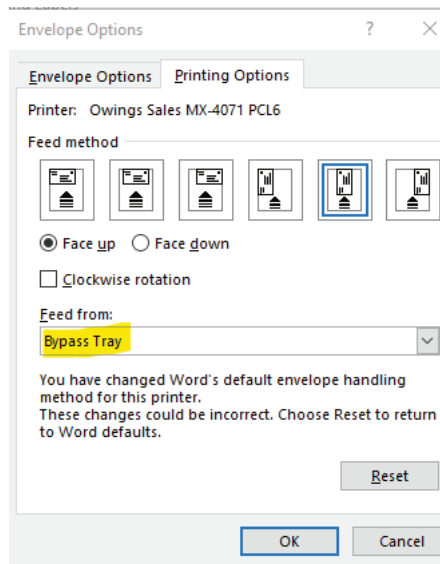 Envelope Options ? ×
Envelope Options Printing Options
Printer: Owings Sales MX-4071 PCL6
Feed method
Face up Face down
Clockwise rotation
Feed from:
Bypass Tray
You have changed Word's default envelope handling
method for this printer.
These changes could be incorrect. Choose Reset to return
to Word defaults.
Reset
OK Cancel